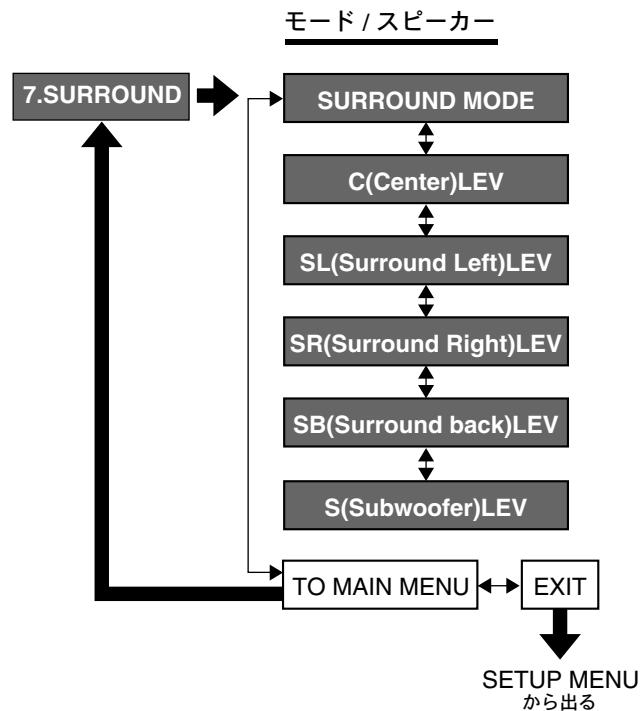 モード / スピーカー
7.SURROUND
SURROUND MODE
C(Center)LEV
SL(Surround Left)LEV
SR(Surround Right)LEV
SB(Surround back)LEV
S(Subwoofer)LEV
TO MAIN MENU
EXIT
SETUP MENU
から出る